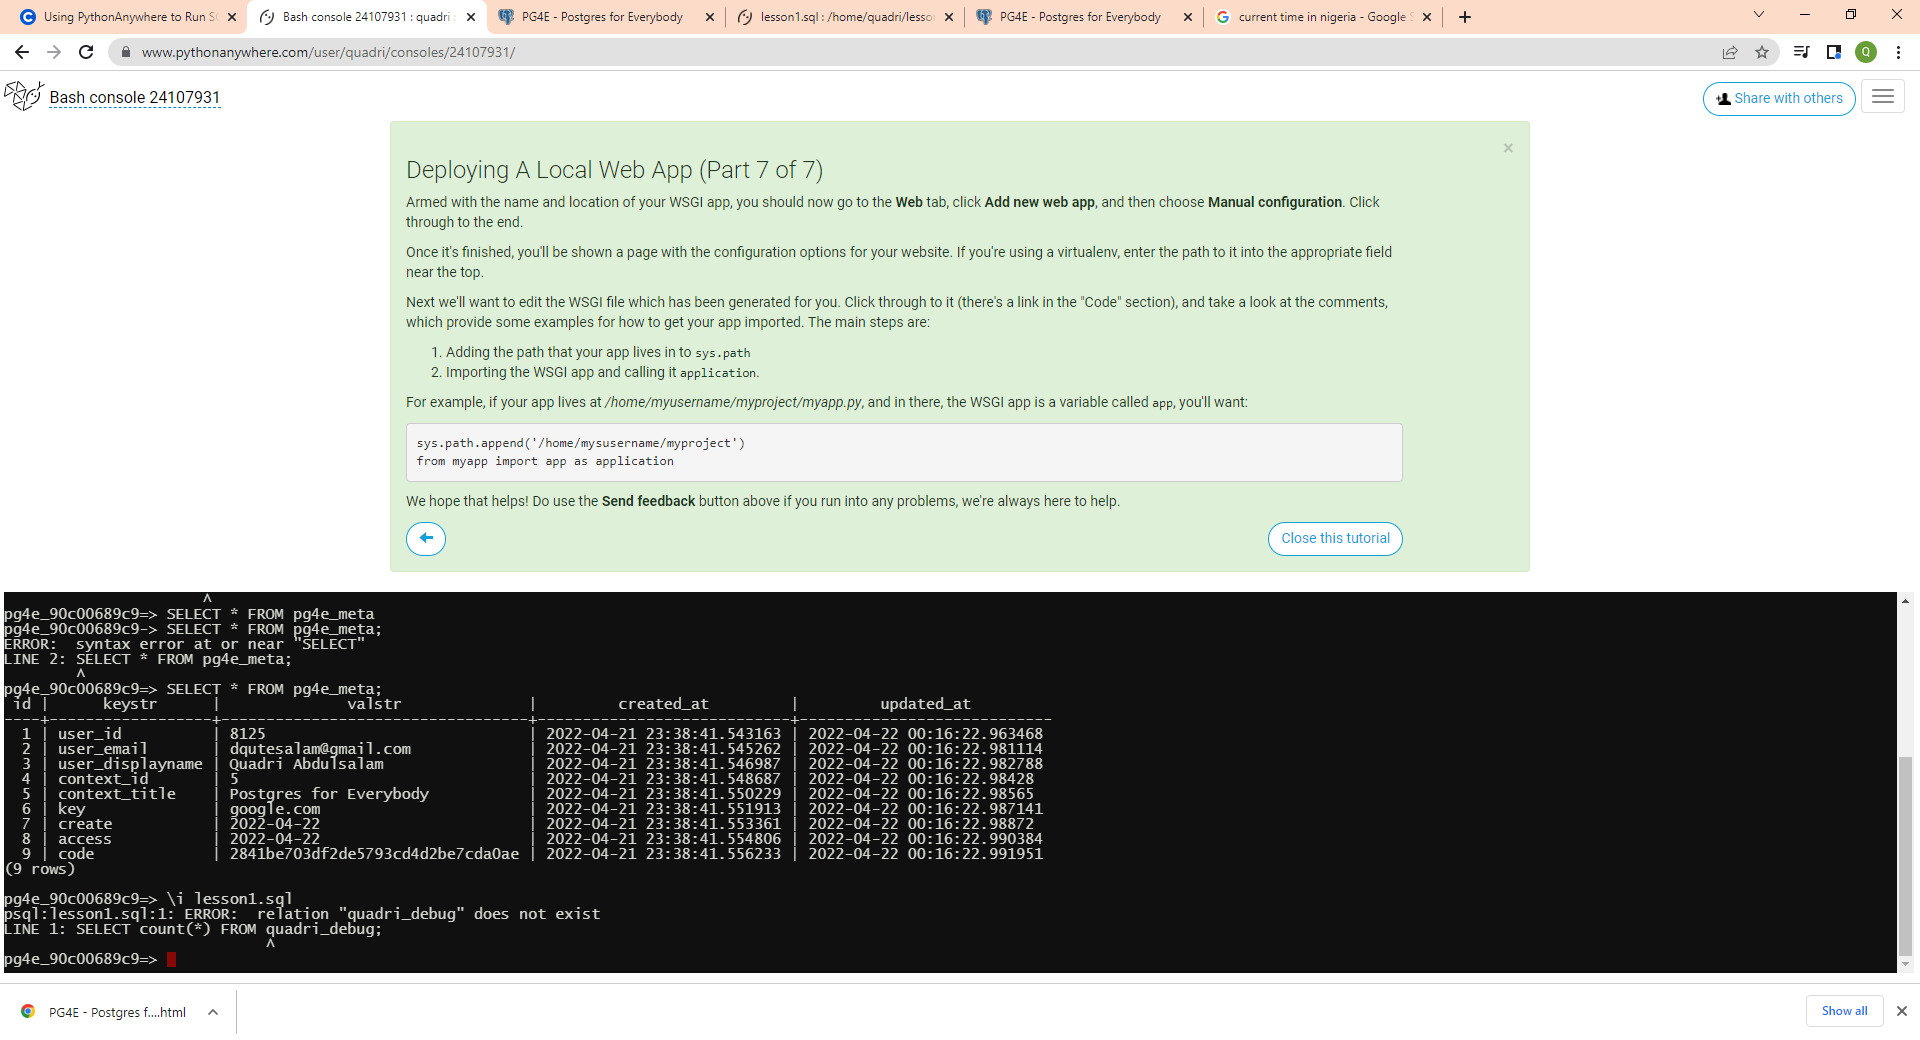 Using PythonAnywhere to Run S
Bash console 24107931 : quadri
PG4E - Postgres for Everybody
lesson1.sql : /home/quadri/lesso
PG4E - Postgres for Everybody
current time in nigeria - Google
www.pythonanywhere.com/user/quadri/consoles/24107931/
Q
Bash console 24107931
Share with others
Deploying A Local Web App (Part 7 of 7)
Armed with the name and location of your WSGI app, you should now go to the Web tab, click Add new web app, and then choose Manual configuration. Click
through to the end.
Once it's finished, you'll be shown a page with the configuration options for your website. If you're using a virtualenv, enter the path to it into the appropriate field
near the top.
Next we'll want to edit the WSGI file which has been generated for you. Click through to it (there's a link in the "Code" section), and take a look at the comments,
which provide some examples for how to get your app imported. The main steps are:
1. Adding the path that your app lives in to sys.path
2. Importing the WSGI app and calling it application.
For example, if your app lives at /home/myusername/myproject/myapp.py, and in there, the WSGI app is a variable called app, you'll want:
sys.path.append('/home/mysusername/myproject')
from myapp import app as application
We hope that helps! Do use the Send feedback button above if you run into any problems, we're always here to help.
Close this tutorial
^
pg4e_90c00689c9=> SELECT * FROM pg4e_meta
pg4e_90c00689c9-> SELECT * FROM pg4e_meta;
ERROR:  syntax error at or near "SELECT"
LINE 2: SELECT * FROM pg4e_meta;
^
pg4e_90c00689c9=> SELECT * FROM pg4e_meta;
id | keystr | valstr | created_at | updated_at
----+------------------+----------------------------------+----------------------------+----------------------------
1 | user_id | 8125 | 2022-04-21 23:38:41.543163 | 2022-04-22 00:16:22.963468
2 | user_email | dqutesalam@gmail.com | 2022-04-21 23:38:41.545262 | 2022-04-22 00:16:22.981114
3 | user_displayname | Quadri Abdulsalam | 2022-04-21 23:38:41.546987 | 2022-04-22 00:16:22.982788
4 | context_id | 5 | 2022-04-21 23:38:41.548687 | 2022-04-22 00:16:22.98428
5 | context_title | Postgres for Everybody | 2022-04-21 23:38:41.550229 | 2022-04-22 00:16:22.98565
6 | key | google.com | 2022-04-21 23:38:41.551913 | 2022-04-22 00:16:22.987141
7 | create | 2022-04-22 | 2022-04-21 23:38:41.553361 | 2022-04-22 00:16:22.98872
8 | access | 2022-04-22 | 2022-04-21 23:38:41.554806 | 2022-04-22 00:16:22.990384
9 | code | 2841be703df2de5793cd4d2be7cda0ae | 2022-04-21 23:38:41.556233 | 2022-04-22 00:16:22.991951
(9 rows)
pg4e_90c00689c9=> \i lesson1.sql
psql:lesson1.sql:1: ERROR:  relation "quadri_debug" does not exist
LINE 1: SELECT count(*) FROM quadri_debug;
^
pg4e_90c00689c9=>
PG4E - Postgres f....html
Show all